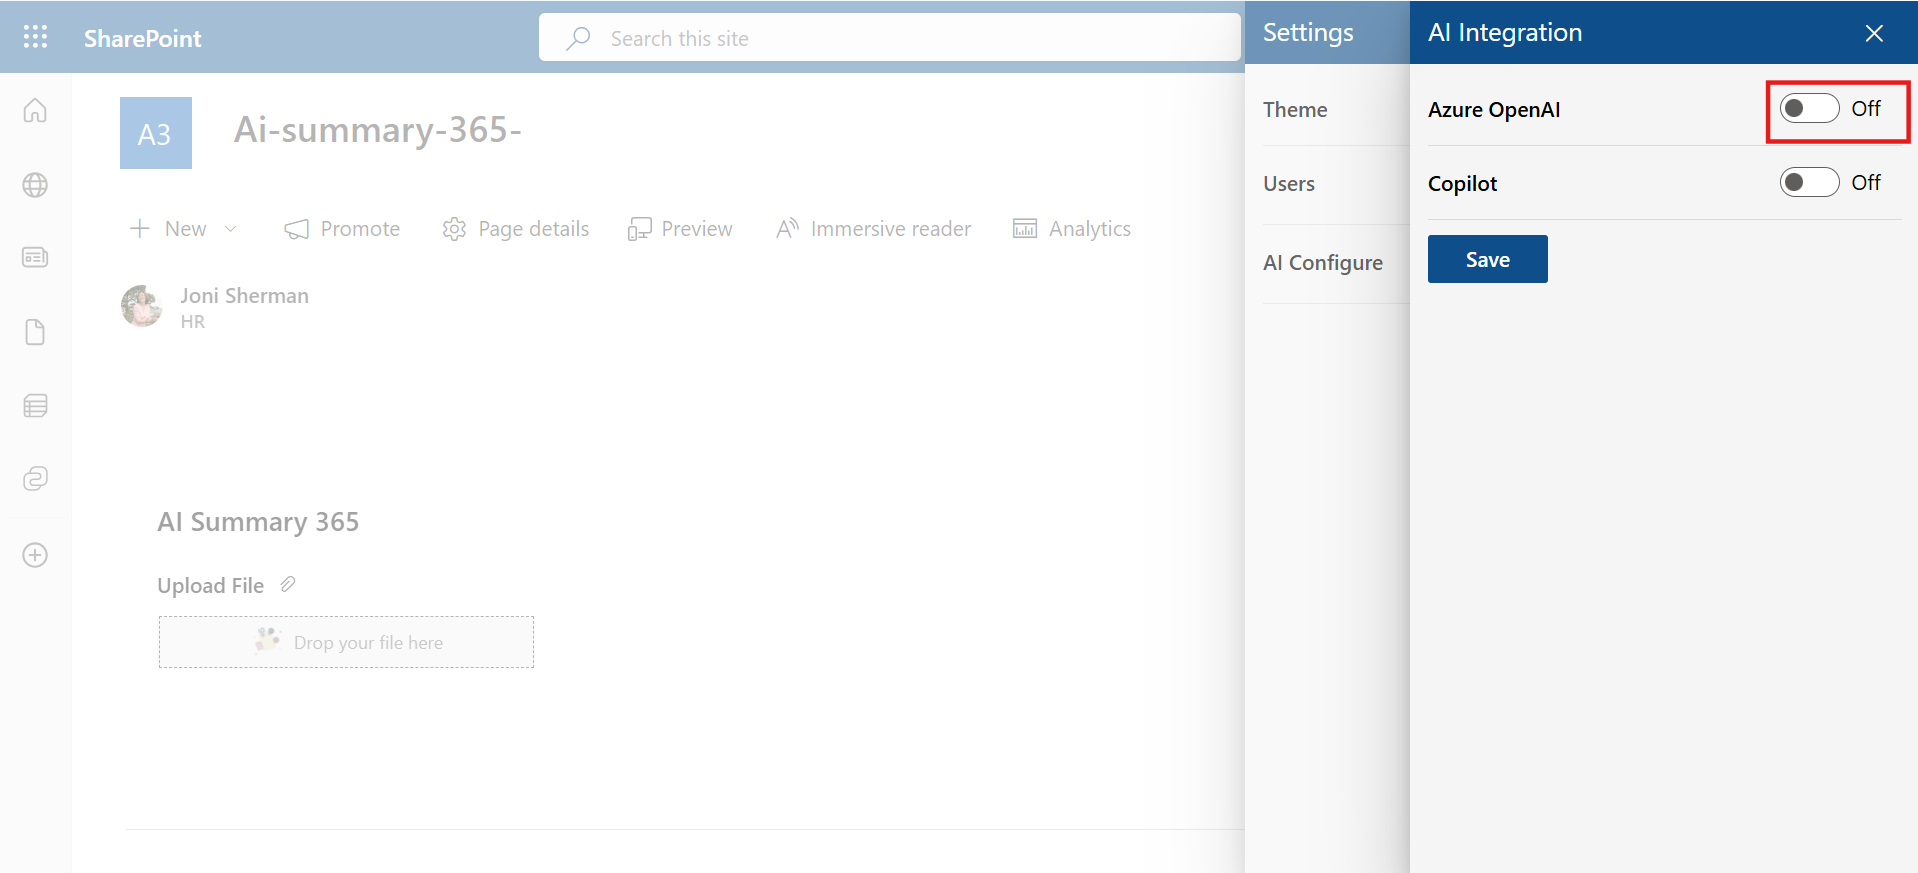 SharePoint
Search this site
Settings
AI Integration
A3
Ai-summary-365-
Theme
Azure OpenAI
Off
Users
Copilot
Off
New
Promote
Page details
Preview
Immersive reader
Analytics
AI Configure
Save
Joni Sherman
HR
AI Summary 365
Upload File
Drop your file here